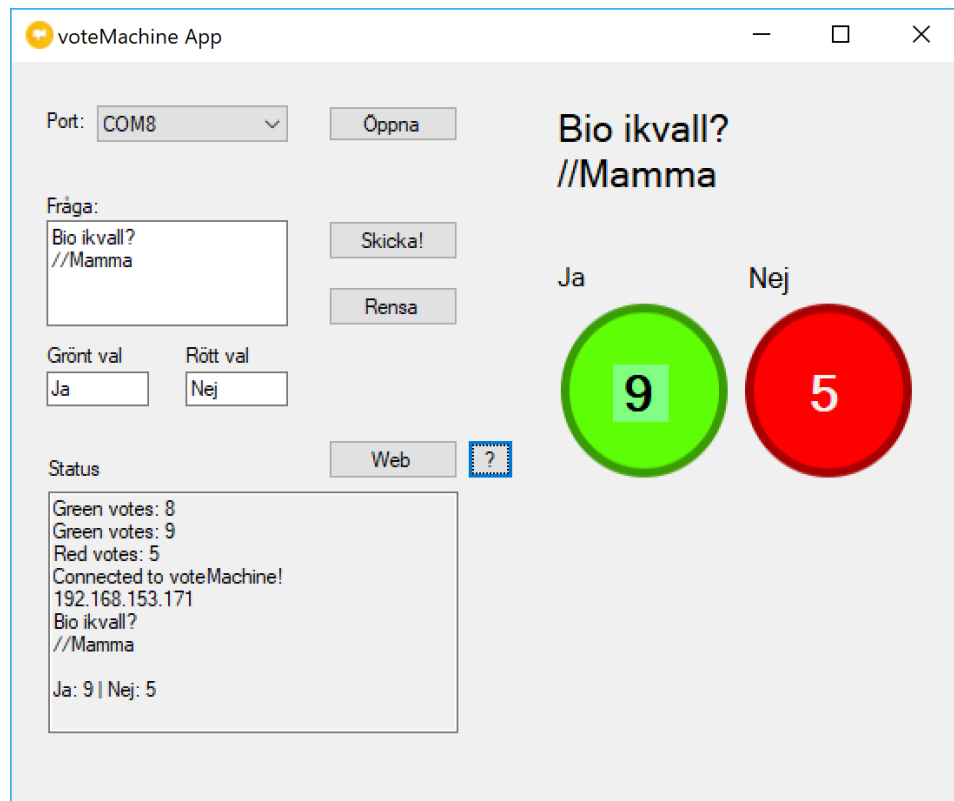 voteMachine App
Port:
COM8
Öppna
Fråga:
Bio ikvall?
//Mamma
Skicka!
Rensa
Grönt val
Rött val
Ja
Nej
Web
?
Status
Green votes: 8
Green votes: 9
Red votes: 5
Connected to voteMachine!
192.168.153.171
Bio ikvall?
//Mamma
Ja: 9 | Nej: 5
Bio ikvall?
//Mamma
Ja
Nej
9
5